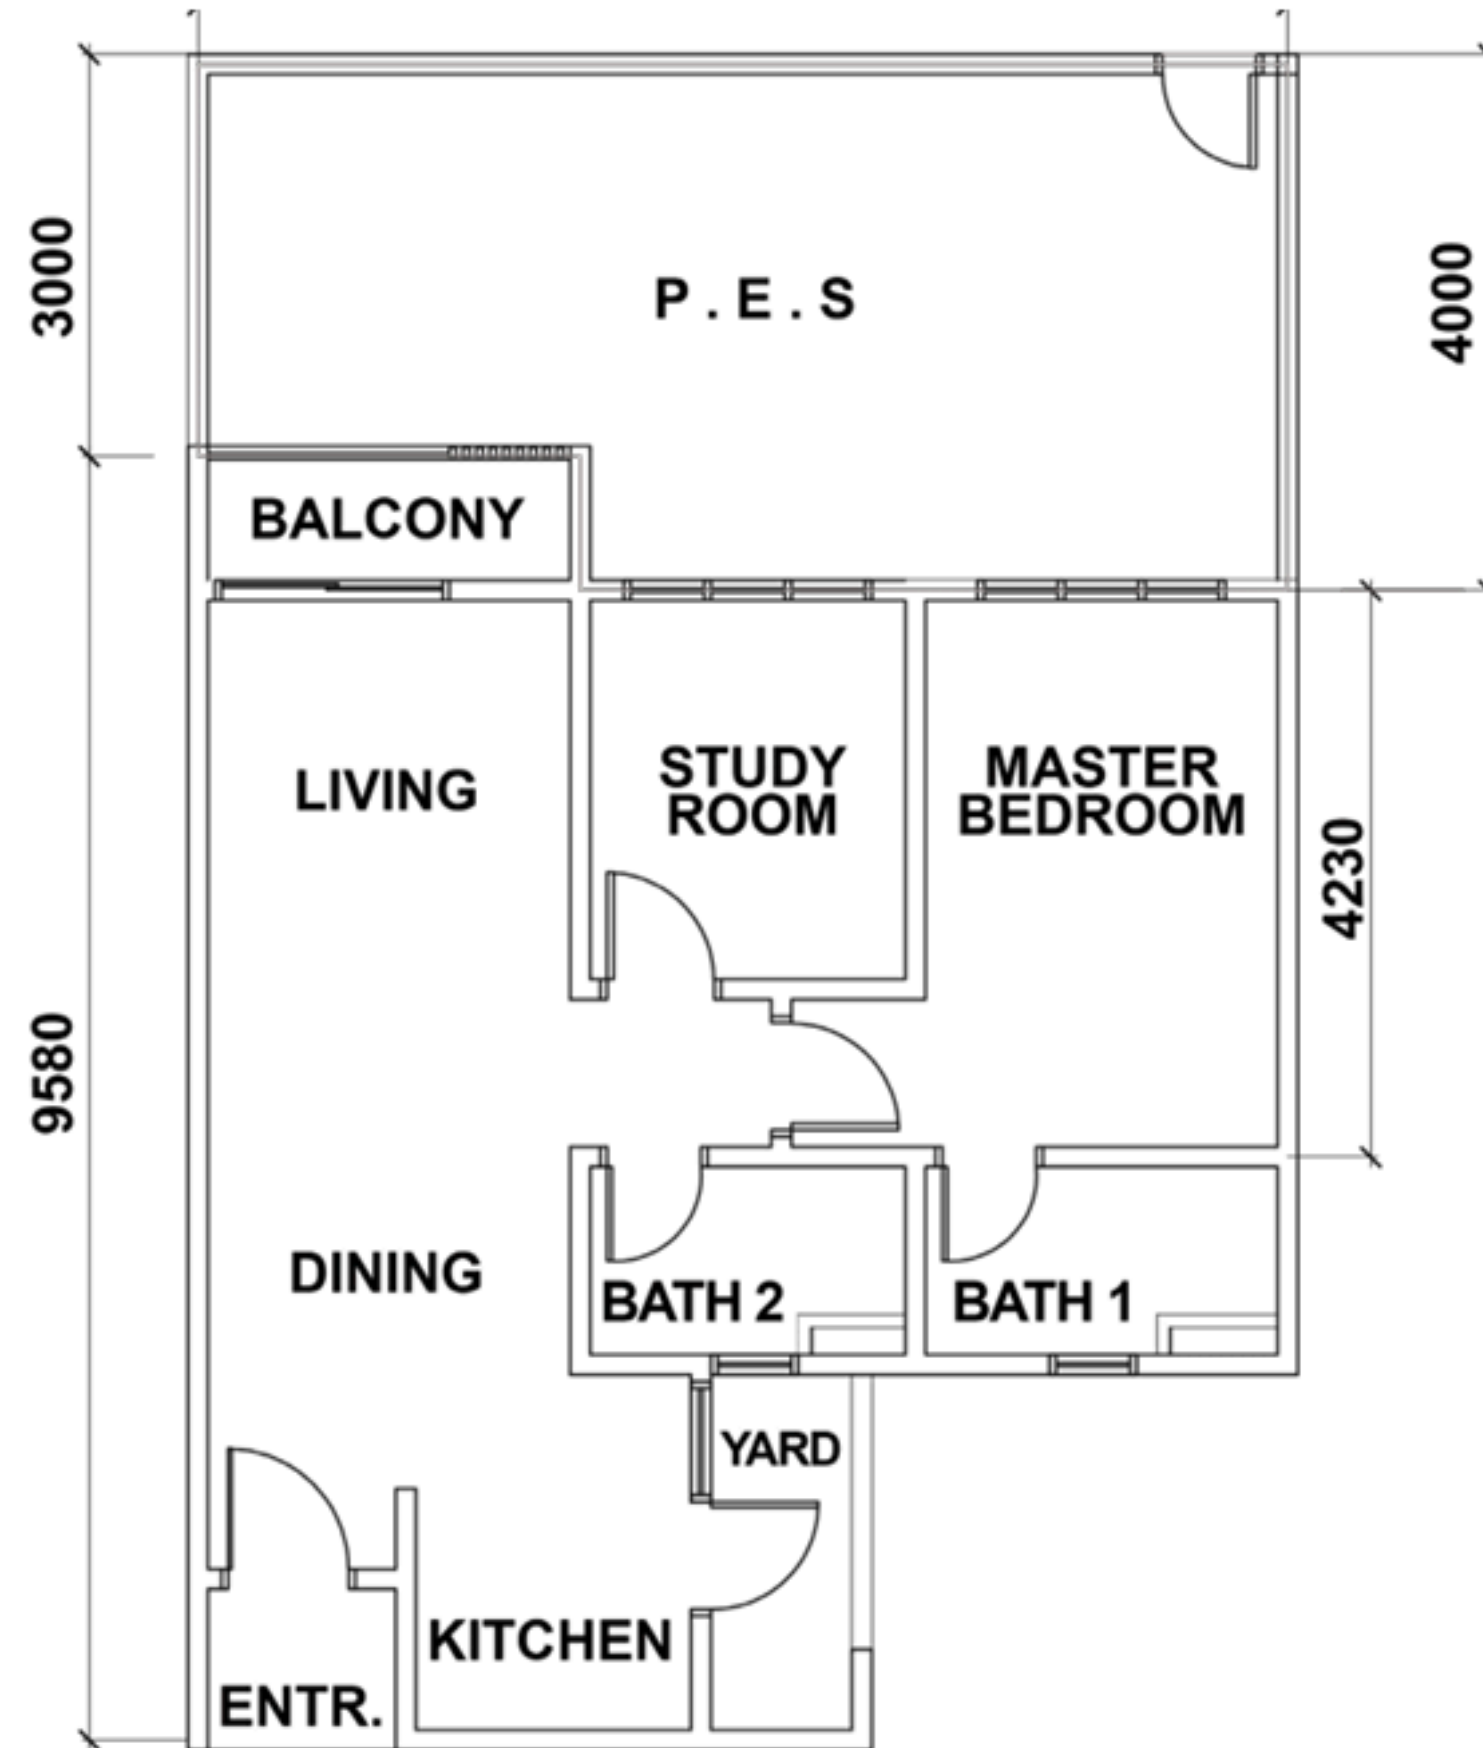 3000
4000
P . E . S
BALCONY
LIVING
STUDY
ROOM
MASTER
BEDROOM
4230
9580
DINING
BATH 2
BATH 1
YARD
KITCHEN
ENTR.